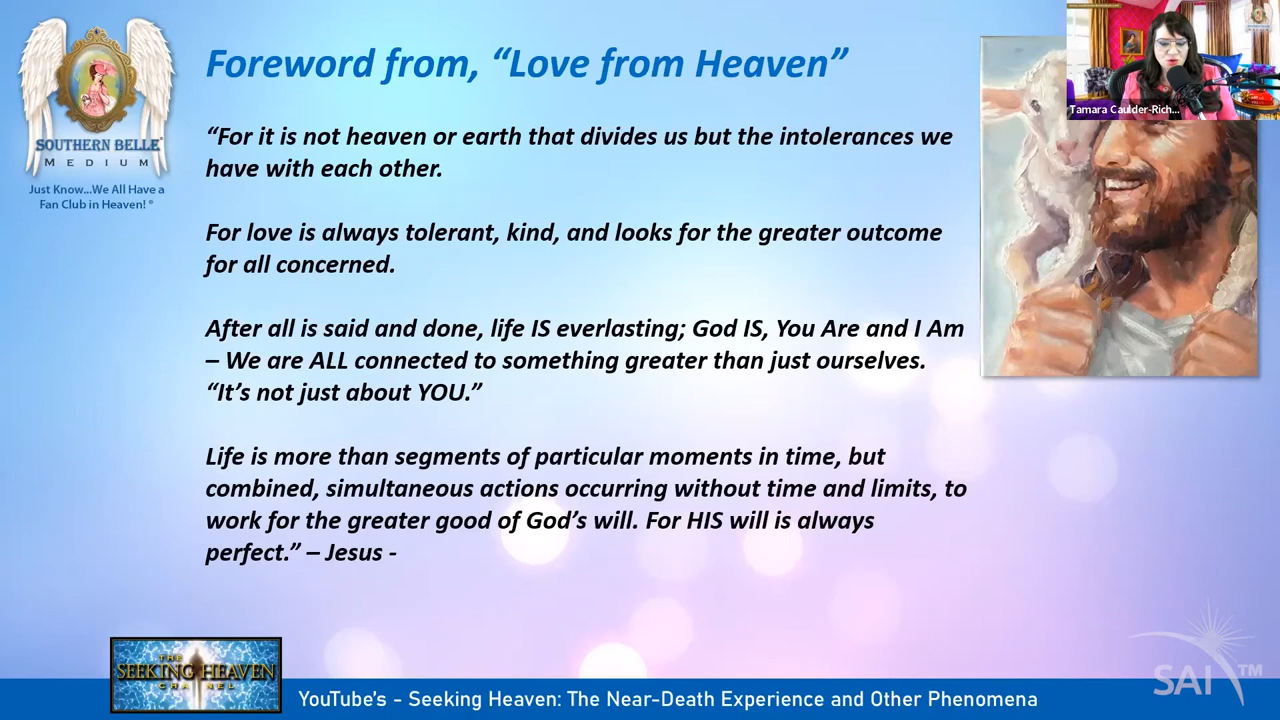 Foreword from, “Love from Heaven”
“For it is not heaven or earth that divides us but the intolerances we
have with each other.
For love is always tolerant, kind, and looks for the greater outcome
for all concerned.
After all is said and done, life IS everlasting; God IS, You Are and I Am
– We are ALL connected to something greater than just ourselves.
“It’s not just about YOU.”
Life is more than segments of particular moments in time, but
combined, simultaneous actions occurring without time and limits, to
work for the greater good of God’s will. For HIS will is always
perfect.” – Jesus -
SOUTHERN BELLE®
MEDIUM
Just Know...We All Have a
Fan Club in Heaven! ®
Tamara Caulder-Rich...
THE
SEEKING HEAVEN
CHANNEL
YouTube’s - Seeking Heaven: The Near-Death Experience and Other Phenomena
SAI™